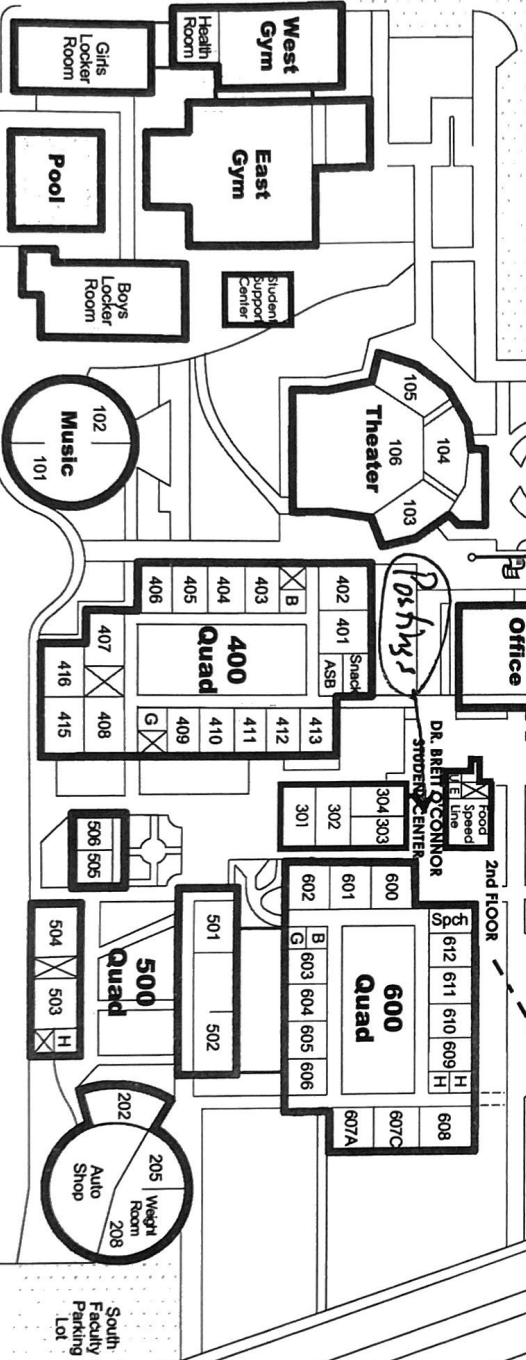 West
Gym
Health
Room
Girls
Locker
Room
East
Gym
Pool
Boys
Locker
Room
Student
Support
Center
Theater
105
104
106
103
Music
102
101
Office
Postings
400
Quad
402
401
Snack
ASB
B
403
404
405
406
407
416
415
408
G
409
410
411
412
413
DR. BRETT O'CONNOR
STUDENT CENTER
Food
Speed
Line
E
304
303
302
301
2nd FLOOR
600
Quad
600
601
602
Spch
612
611
610
609
H
H
608
607C
607A
B
G
603
604
605
606
500
Quad
501
502
506
505
504
503
H
202
205
Weight
Room
208
Auto
Shop
South
Faculty
Parking
Lot